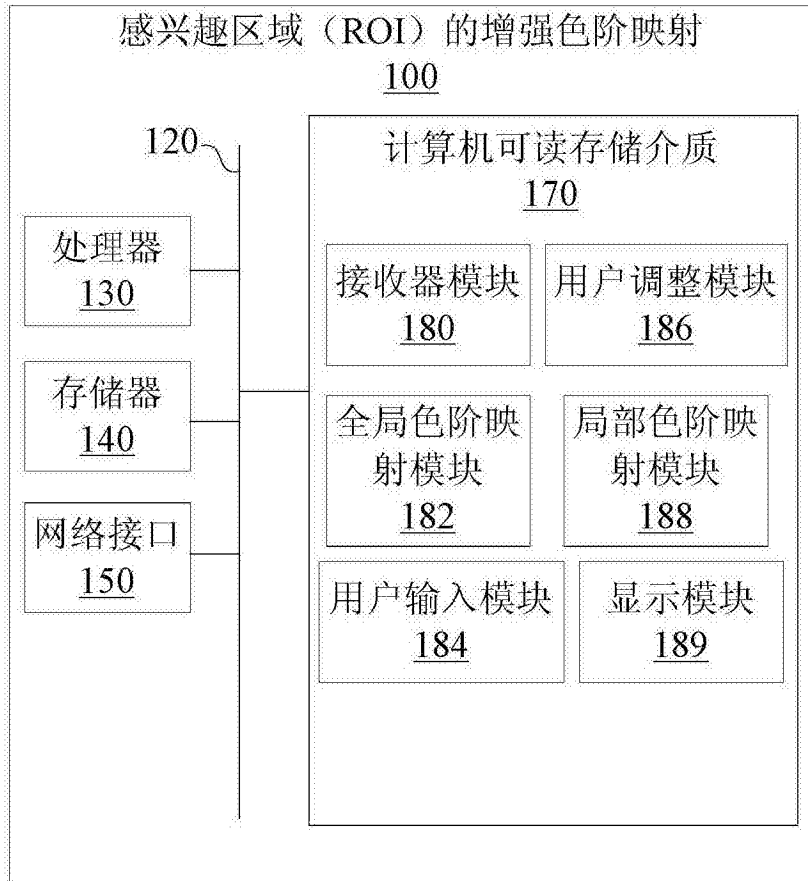 感兴趣区域（ROI）的增强色阶映射
100
120
处理器
130
存储器
140
网络接口
150
计算机可读存储介质
170
接收器模块
180
用户调整模块
186
全局色阶映
射模块
182
局部色阶映
射模块
188
用户输入模块
184
显示模块
189